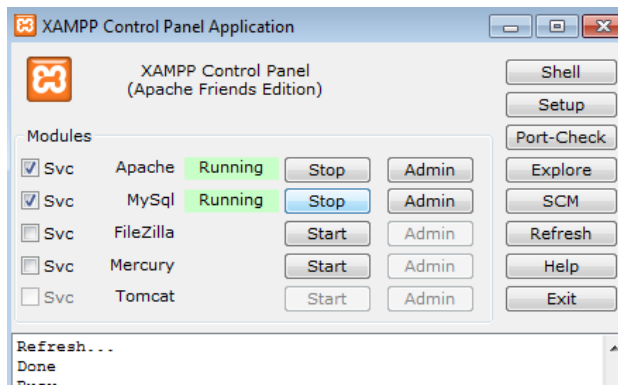 XAMPP Control Panel Application
XAMPP Control Panel
(Apache Friends Edition)
Shell
Setup
Port-Check
Modules
Svc Apache Running Stop Admin Explore
Svc MySql Running Stop Admin SCM
Svc FileZilla Start Admin Refresh
Svc Mercury Start Admin Help
Svc Tomcat Start Admin Exit
Refresh...
Done